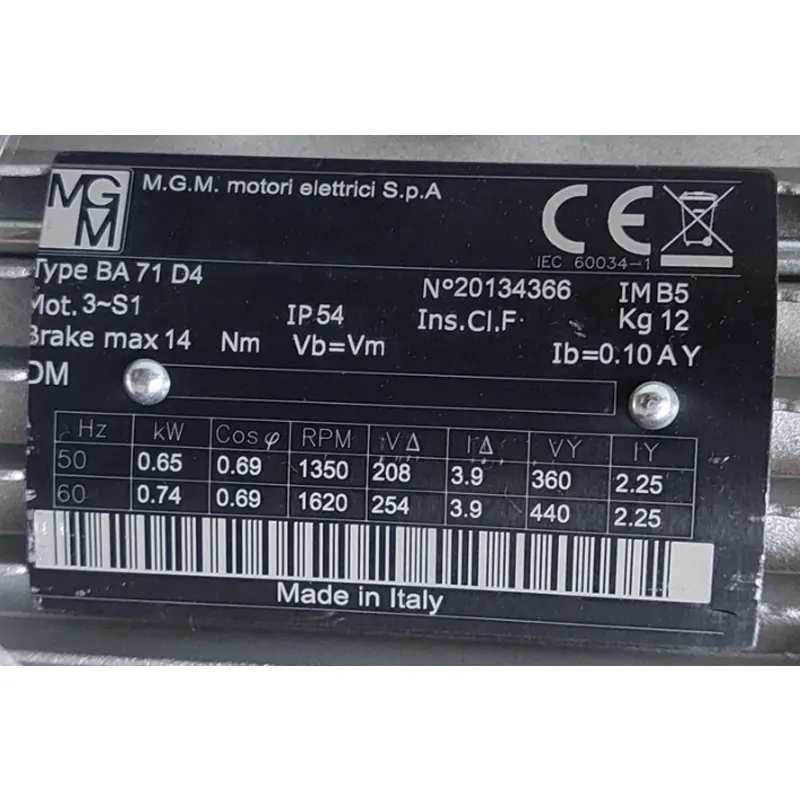 MGM
M.G.M. motori elettrici S.p.A
CE
IEC 60034-1
Type BA 71 D4
N°20134366 IM B5
Mot. 3~S1 IP 54 Ins.Cl.F Kg 12
Brake max 14 Nm Vb=Vm Ib=0.10 A Y
DM
Hz kW Cosφ RPM V Δ I Δ VY IY
50 0.65 0.69 1350 208 3.9 360 2.25
60 0.74 0.69 1620 254 3.9 440 2.25
Made in Italy